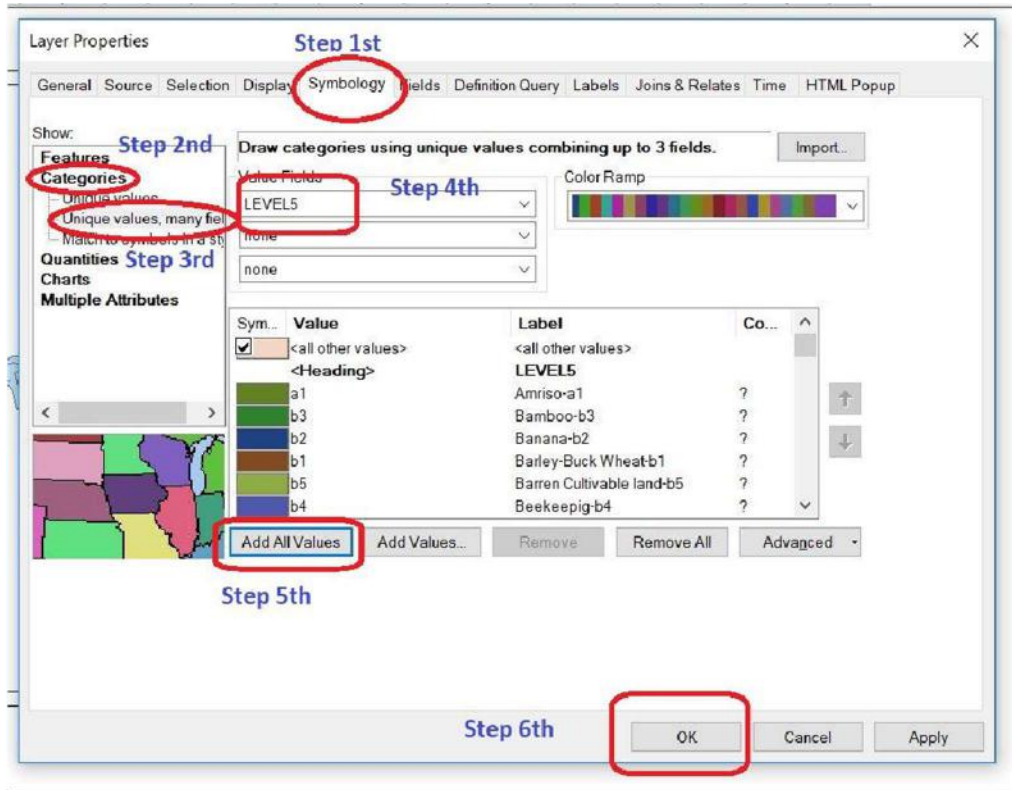 Layer Properties
Step 1st
General Source Selection Display Symbology Fields Definition Query Labels Joins & Relates Time HTML Popup
Show:
Step 2nd
Features
Categories
Unique values
Unique values, many fiel
Match to symbols in a sty
Step 3rd
Quantities
Charts
Multiple Attributes
Draw categories using unique values combining up to 3 fields.
Import...
Value Fields
Step 4th
Color Ramp
LEVEL5
none
none
Sym... Value Label Co...
<all other values> <all other values>
<Heading> LEVEL5
a1 Amriso-a1 ?
b3 Bamboo-b3 ?
b2 Banana-b2 ?
b1 Barley-Buck Wheat-b1 ?
b5 Barren Cultivable land-b5 ?
b4 Beekeepig-b4 ?
Add All Values Add Values... Remove Remove All Advanced
Step 5th
Step 6th
OK Cancel Apply